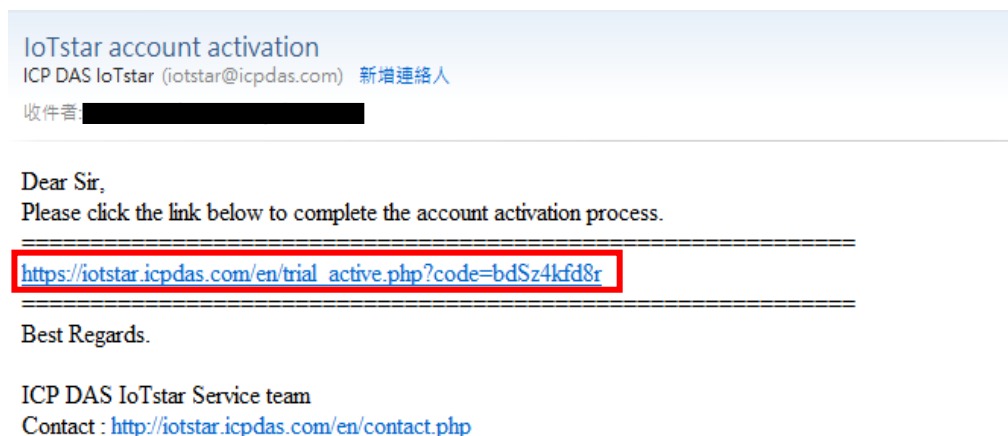 IoTstar account activation
ICP DAS IoTstar (iotstar@icpdas.com) 新增連絡人
收件者:
Dear Sir,
Please click the link below to complete the account activation process.
===============================================================
https://iotstar.icpdas.com/en/trial_active.php?code=bdSz4kfd8r
===============================================================
Best Regards.
ICP DAS IoTstar Service team
Contact : http://iotstar.icpdas.com/en/contact.php